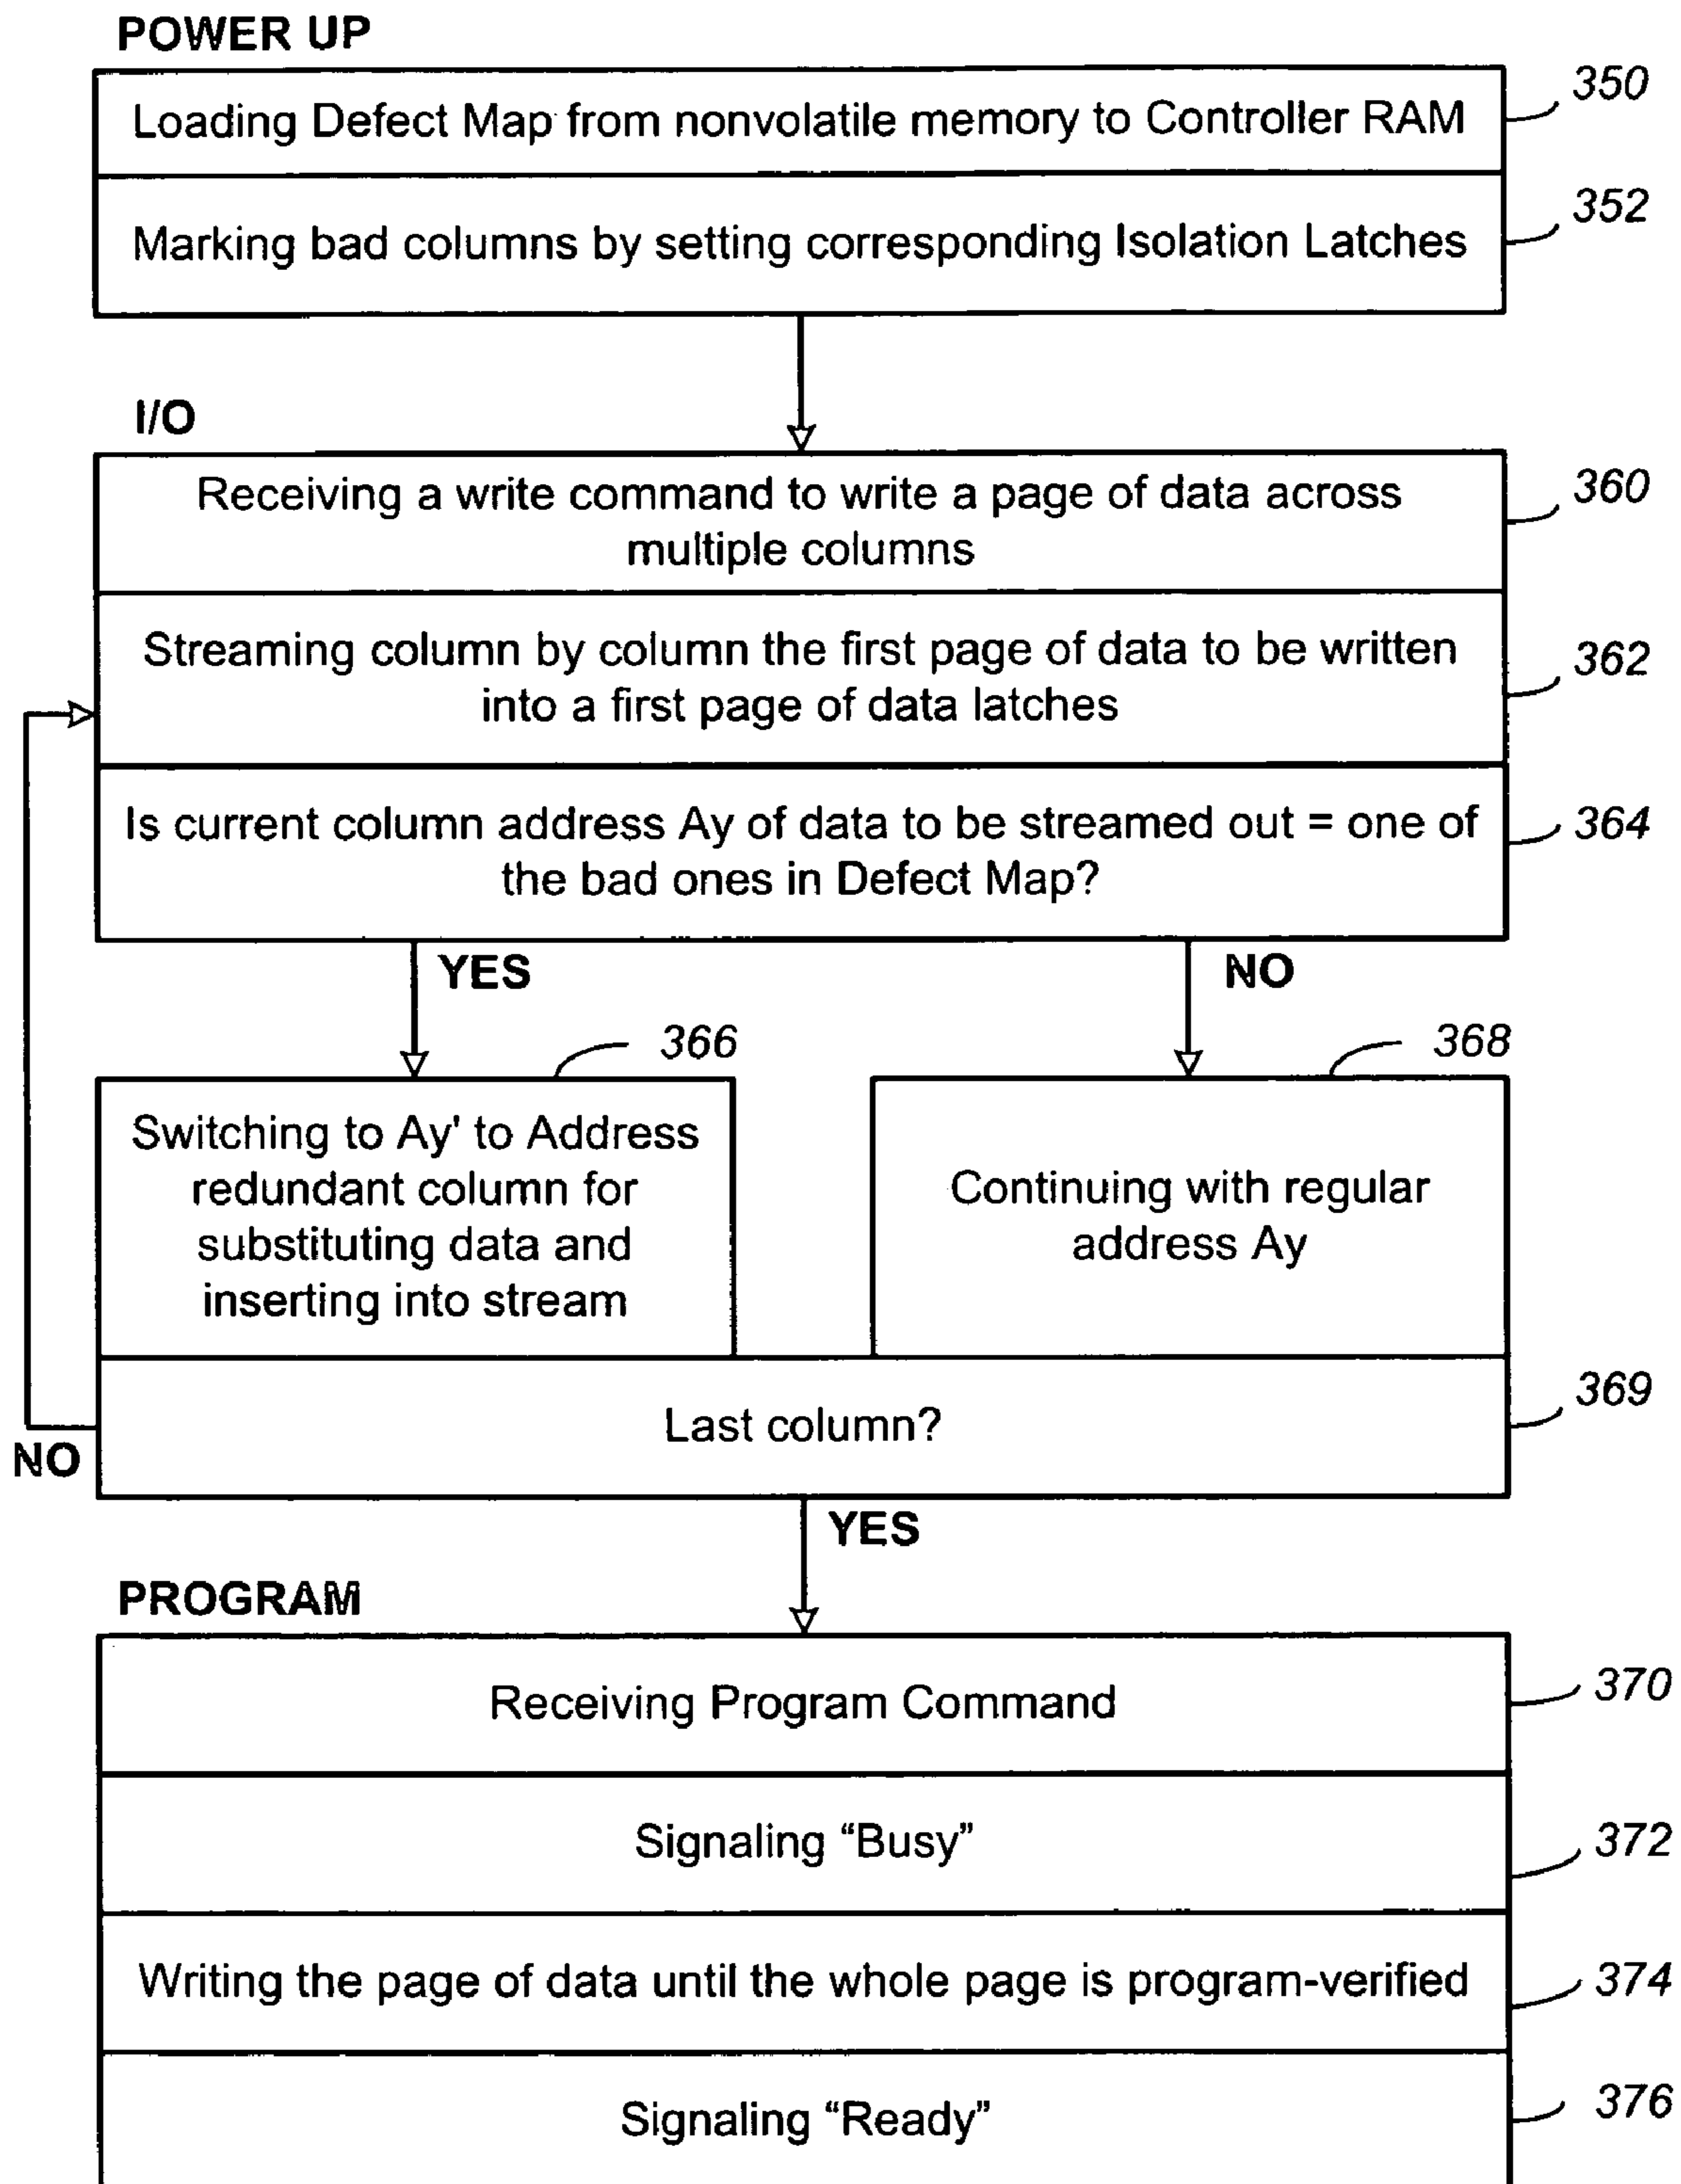 POWER UP
Loading Defect Map from nonvolatile memory to Controller RAM
350
Marking bad columns by setting corresponding Isolation Latches
352
I/O
Receiving a write command to write a page of data across
multiple columns
360
Streaming column by column the first page of data to be written
into a first page of data latches
362
Is current column address Ay of data to be streamed out = one of
the bad ones in Defect Map?
364
YES
NO
366
368
Switching to Ay' to Address
redundant column for
substituting data and
inserting into stream
Continuing with regular
address Ay
Last column?
369
NO
YES
PROGRAM
Receiving Program Command
370
Signaling “Busy”
372
Writing the page of data until the whole page is program-verified
374
Signaling “Ready”
376